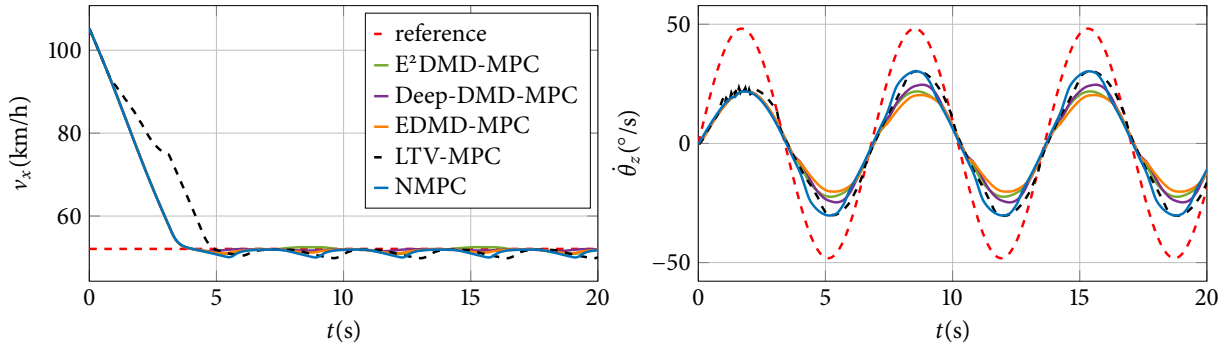 100
80
60
0
5
10
15
20
v_x (km/h)
t(s)
reference
E²DMD-MPC
Deep-DMD-MPC
EDMD-MPC
LTV-MPC
NMPC
50
0
−50
0
5
10
15
20
θ̇_z (°/s)
t(s)